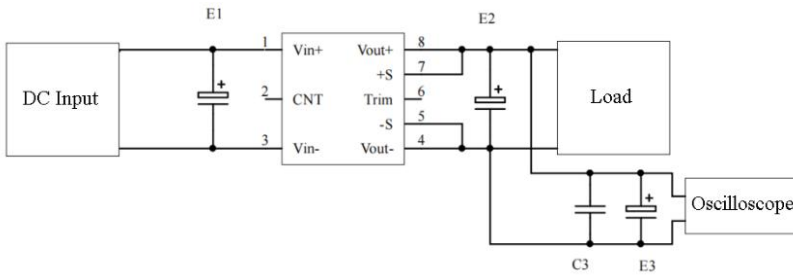 E1
E2
DC Input
1
Vin+
Vout+
8
+S
7
2
CNT
Trim
6
-S
5
3
Vin-
Vout-
4
+
+
Load
+
Oscilloscope
C3
E3